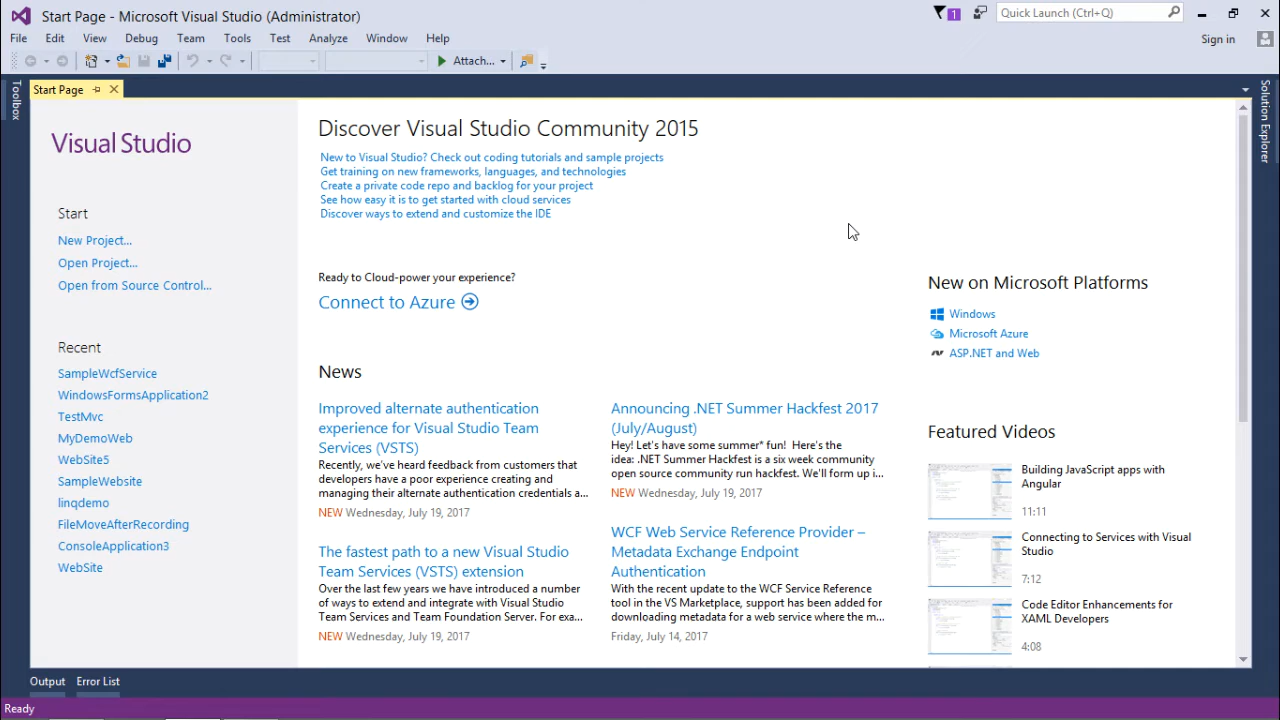 Start Page - Microsoft Visual Studio (Administrator)
1
Quick Launch (Ctrl+Q)
File Edit View Debug Team Tools Test Analyze Window Help
Sign in
Attach...
Toolbox
Start Page
Solution Explorer
Visual Studio
Start
New Project...
Open Project...
Open from Source Control...
Recent
SampleWcfService
WindowsFormsApplication2
TestMvc
MyDemoWeb
WebSite5
SampleWebsite
linqdemo
FileMoveAfterRecording
ConsoleApplication3
WebSite
Discover Visual Studio Community 2015
New to Visual Studio? Check out coding tutorials and sample projects
Get training on new frameworks, languages, and technologies
Create a private code repo and backlog for your project
See how easy it is to get started with cloud services
Discover ways to extend and customize the IDE
Ready to Cloud-power your experience?
Connect to Azure
News
Improved alternate authentication
experience for Visual Studio Team
Services (VSTS)
Recently, we've heard feedback from customers that
developers have a poor experience creating and
managing their alternate authentication credentials a...
NEW Wednesday, July 19, 2017
The fastest path to a new Visual Studio
Team Services (VSTS) extension
Over the last few years we have introduced a number
of ways to extend and integrate with Visual Studio
Team Services and Team Foundation Server. For exa...
NEW Wednesday, July 19, 2017
Announcing .NET Summer Hackfest 2017
(July/August)
Hey! Let's have some summer* fun! Here's the
idea: .NET Summer Hackfest is a six week community
open source community run hackfest. We'll form up i...
NEW Wednesday, July 19, 2017
WCF Web Service Reference Provider –
Metadata Exchange Endpoint
Authentication
With the recent update to the WCF Service Reference
tool in the VS Marketplace, support has been added for
downloading metadata for a web service where the m...
Friday, July 14, 2017
New on Microsoft Platforms
Windows
Microsoft Azure
ASP.NET and Web
Featured Videos
Building JavaScript apps with
Angular
11:11
Connecting to Services with Visual
Studio
7:12
Code Editor Enhancements for
XAML Developers
4:08
Output Error List
Ready